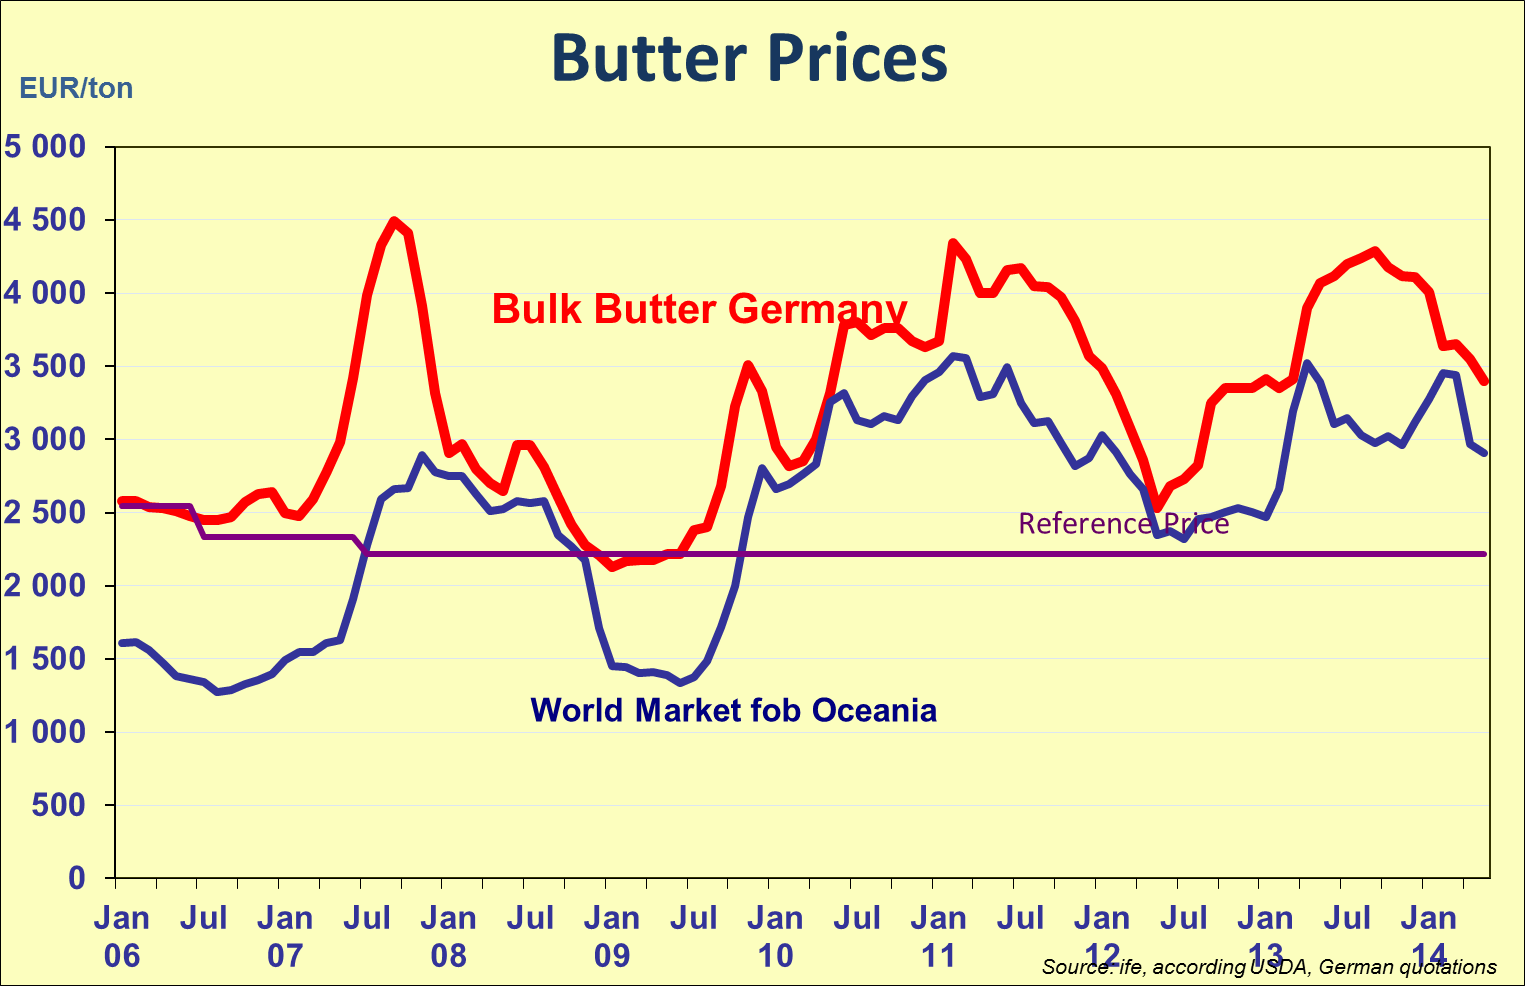 Butter Prices
EUR/ton
5 000
4 500
4 000
3 500
3 000
2 500
2 000
1 500
1 000
500
0
Bulk Butter Germany
Reference Price
World Market fob Oceania
Jan Jul Jan Jul Jan Jul Jan Jul Jan Jul Jan Jul Jan Jul Jan Jul Jan
06 07 08 09 10 11 12 13 14
Source: ife, according USDA, German quotations